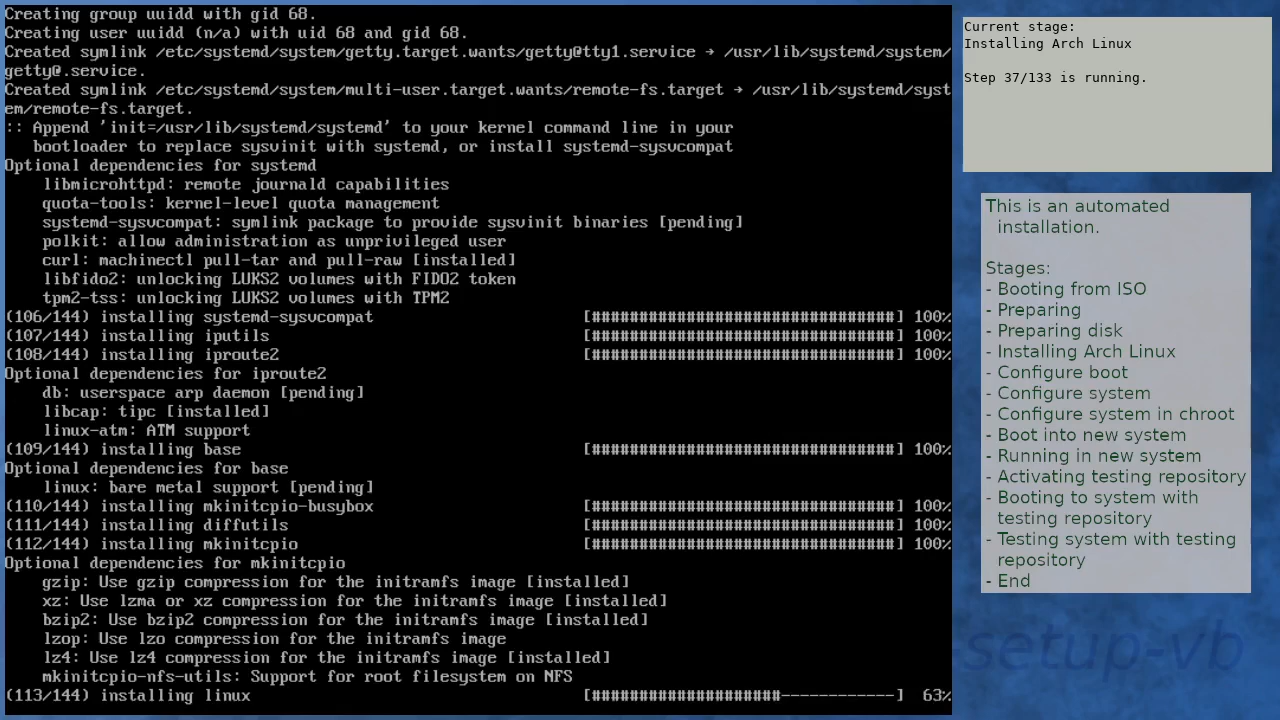 Creating group uuidd with gid 68.
Creating user uuidd (n/a) with uid 68 and gid 68.
Created symlink /etc/systemd/system/getty.target.wants/getty@tty1.service → /usr/lib/systemd/system/
getty@.service.
Created symlink /etc/systemd/system/multi-user.target.wants/remote-fs.target → /usr/lib/systemd/syst
em/remote-fs.target.
:: Append 'init=/usr/lib/systemd/systemd' to your kernel command line in your
   bootloader to replace sysvinit with systemd, or install systemd-sysvcompat
Optional dependencies for systemd
    libmicrohttpd: remote journald capabilities
    quota-tools: kernel-level quota management
    systemd-sysvcompat: symlink package to provide sysvinit binaries [pending]
    polkit: allow administration as unprivileged user
    curl: machinectl pull-tar and pull-raw [installed]
    libfido2: unlocking LUKS2 volumes with FIDO2 token
    tpm2-tss: unlocking LUKS2 volumes with TPM2
(106/144) installing systemd-sysvcompat [################################] 100%
(107/144) installing iputils [################################] 100%
(108/144) installing iproute2 [################################] 100%
Optional dependencies for iproute2
    db: userspace arp daemon [pending]
    libcap: tipc [installed]
    linux-atm: ATM support
(109/144) installing base [################################] 100%
Optional dependencies for base
    linux: bare metal support [pending]
(110/144) installing mkinitcpio-busybox [################################] 100%
(111/144) installing diffutils [################################] 100%
(112/144) installing mkinitcpio [################################] 100%
Optional dependencies for mkinitcpio
    gzip: Use gzip compression for the initramfs image [installed]
    xz: Use lzma or xz compression for the initramfs image [installed]
    bzip2: Use bzip2 compression for the initramfs image [installed]
    lzop: Use lzo compression for the initramfs image
    lz4: Use lz4 compression for the initramfs image [installed]
    mkinitcpio-nfs-utils: Support for root filesystem on NFS
(113/144) installing linux [####################------------] 63%
Current stage:
Installing Arch Linux
Step 37/133 is running.
This is an automated
installation.
Stages:
- Booting from ISO
- Preparing
- Preparing disk
- Installing Arch Linux
- Configure boot
- Configure system
- Configure system in chroot
- Boot into new system
- Running in new system
- Activating testing repository
- Booting to system with
testing repository
- Testing system with testing
repository
- End
-setup-vb